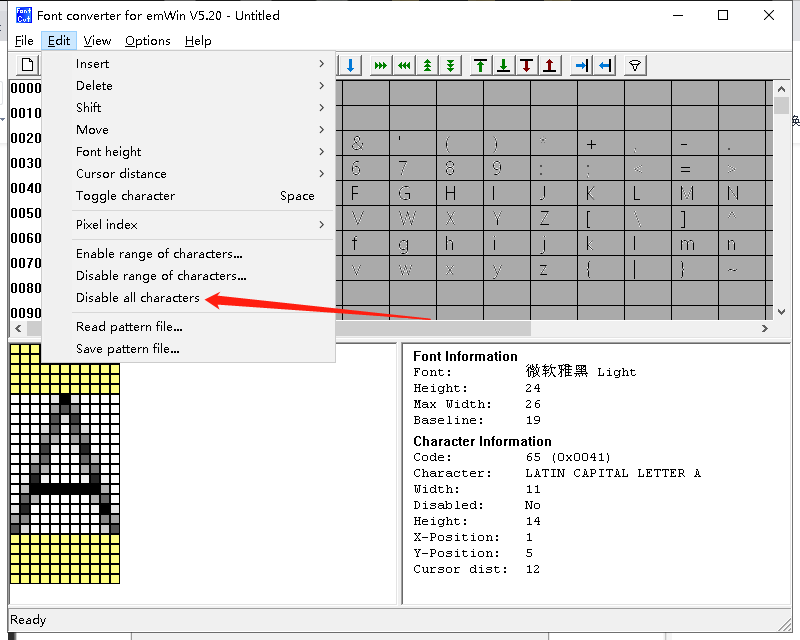 Font Cvt Font converter for emWin V5.20 - Untitled
File Edit View Options Help
Insert
Delete
Shift
Move
Font height
Cursor distance
Toggle character Space
Pixel index
Enable range of characters...
Disable range of characters...
Disable all characters
Read pattern file...
Save pattern file...
0000
0010
0020 & ' ( ) * + , - .
0030 6 7 8 9 : ; < = >
0040 F G H I J K L M N
0050 V W X Y Z [ \ ] ^
0060 f g h i j k l m n
0070 v w x y z { | } ~
0080
0090
换
Font Information
Font: 微软雅黑 Light
Height: 24
Max Width: 26
Baseline: 19
Character Information
Code: 65 (0x0041)
Character: LATIN CAPITAL LETTER A
Width: 11
Disabled: No
Height: 14
X-Position: 1
Y-Position: 5
Cursor dist: 12
Ready